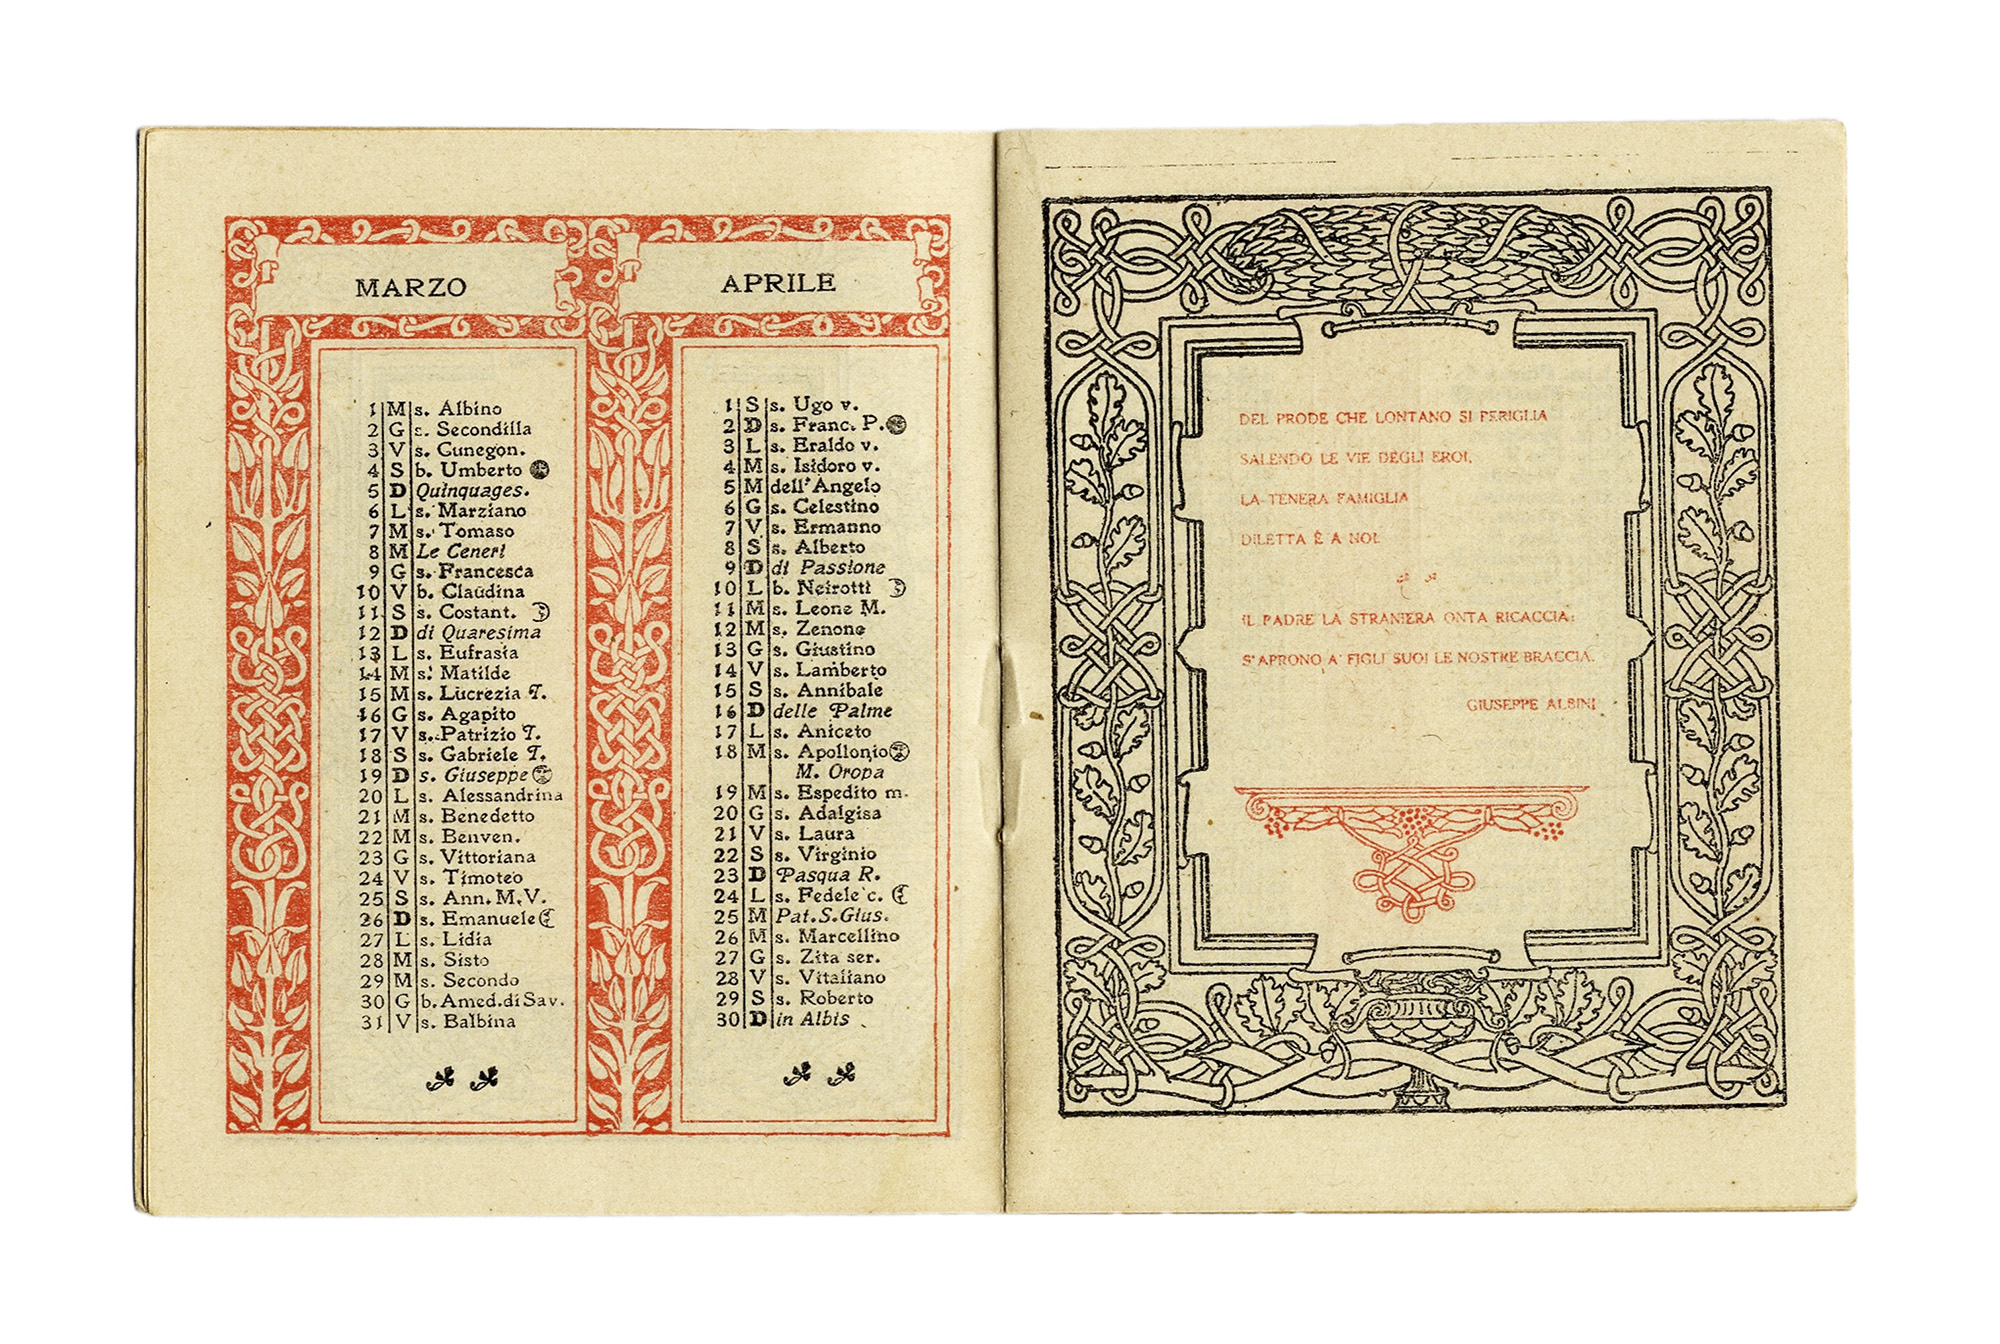 MARZO
1 M s. Albino
2 G s. Secondilla
3 V s. Cunegon.
4 S b. Umberto
5 D Quinquages.
6 L s. Marziano
7 M s. Tomaso
8 M Le Ceneri
9 G s. Francesca
10 V b. Claudina
11 S s. Costant.
12 D di Quaresima
13 L s. Eufrasia
14 M s. Matilde
15 M s. Lucrezia T.
16 G s. Agapito
17 V s. Patrizio T.
18 S s. Gabriele T.
19 D s. Giuseppe
20 L s. Alessandrina
21 M s. Benedetto
22 M s. Benven.
23 G s. Vittoriana
24 V s. Timoteo
25 S s. Ann. M. V.
26 D s. Emanuele
27 L s. Lidia
28 M s. Sisto
29 M s. Secondo
30 G b. Amed. di Sav.
31 V s. Balbina
APRILE
1 S s. Ugo v.
2 D s. Franc. P.
3 L s. Eraldo v.
4 M s. Isidoro v.
5 M dell'Angelo
6 G s. Celestino
7 V s. Ermanno
8 S s. Alberto
9 D di Passione
10 L b. Neirotti
11 M s. Leone M.
12 M s. Zenone
13 G s. Giustino
14 V s. Lamberto
15 S s. Annibale
16 D delle Palme
17 L s. Aniceto
18 M s. Apollonio
M. Oropa
19 M s. Espedito m.
20 G s. Adalgisa
21 V s. Laura
22 S s. Virginio
23 D Pasqua R.
24 L s. Fedele c.
25 M Pat. S. Gius.
26 M s. Marcellino
27 G s. Zita ser.
28 V s. Vitaliano
29 S s. Roberto
30 D in Albis
DEL PRODE CHE LONTANO SI PERIGLIA
SALENDO LE VIE DEGLI EROI,
LA TENERA FAMIGLIA
DILETTA È A NOI.
IL PADRE LA STRANIERA ONTA RICACCIA:
S'APRONO A' FIGLI SUOI LE NOSTRE BRACCIA.
GIUSEPPE ALBINI